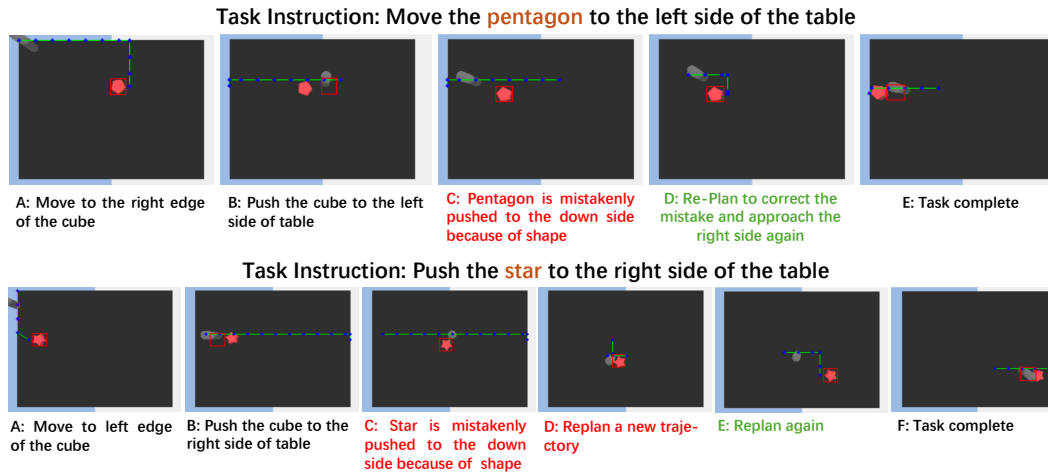 Task Instruction: Move the pentagon to the left side of the table
A: Move to the right edge
of the cube
B: Push the cube to the left
side of table
C: Pentagon is mistakenly
pushed to the down side
because of shape
D: Re-Plan to correct the
mistake and approach the
right side again
E: Task complete
Task Instruction: Push the star to the right side of the table
A: Move to left edge
of the cube
B: Push the cube to the
right side of table
C: Star is mistakenly
pushed to the down
side because of shape
D: Replan a new traje-
ctory
E: Replan again
F: Task complete